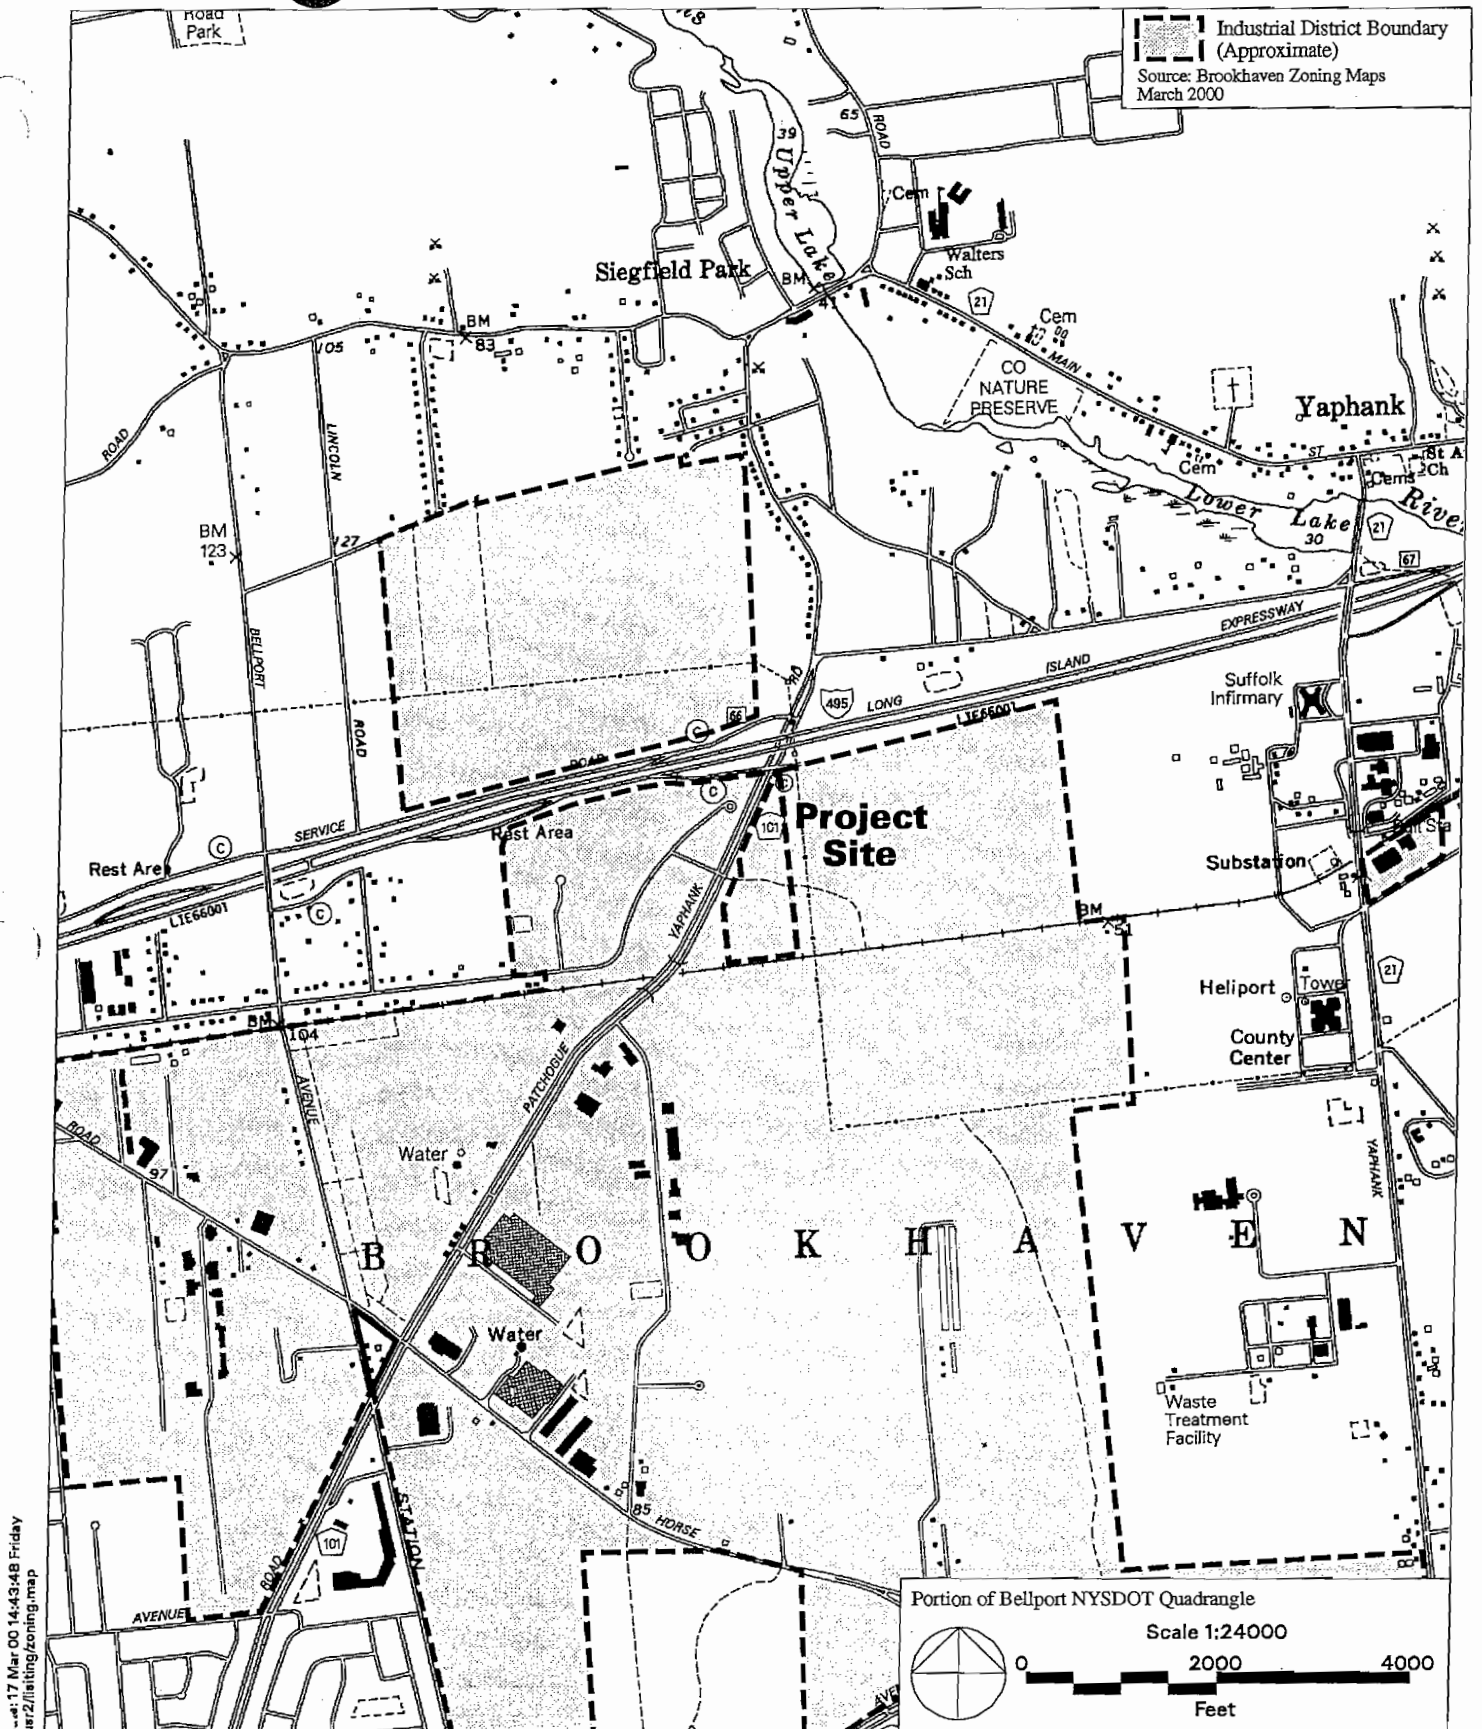 Road
Park
Industrial District Boundary
(Approximate)
Source: Brookhaven Zoning Maps
March 2000
39
Upper Lake
65
ROAD
Cem
Walters
Sch
Siegfield Park
BM
41
21
Cem
MAIN
CO
NATURE
PRESERVE
BM
83
105
Yaphank
ST
St A
Ch
Cem
Cems
ROAD
LINCOLN
Lower Lake
30
River
21
67
BM
123
127
BELLPORT
ROAD
EXPRESSWAY
ISLAND
LONG
LIE66001
RD
495
66
C
Suffolk
Infirmary
ROAD
C
C
SERVICE
Rest Area
101
Project
Site
C
Rest Are
Substation
LIE66001
C
YAPHANK
BM
51
21
Heliport
Tower
County
Center
BM
104
AVENUE
PATCHOGUE
ROAD
97
Water
YAPHANK
B R O O K H A V E N
Water
Waste
Treatment
Facility
85
HORSE
STATION
101
ROAD
AVENUE
Portion of Bellport NYSDOT Quadrangle
Scale 1:24000
0 2000 4000
Feet
17 Mar 00 14:43:48 Friday